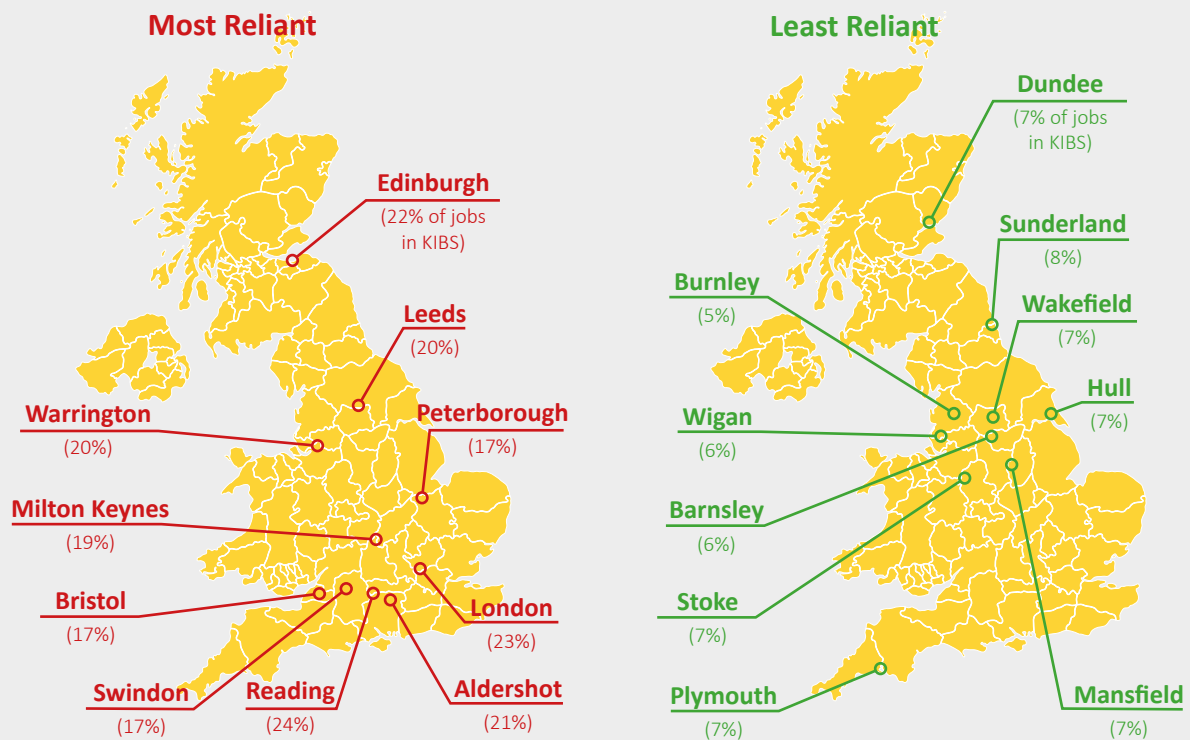 Most Reliant
Edinburgh
(22% of jobs
in KIBS)
Leeds
(20%)
Warrington
(20%)
Peterborough
(17%)
Milton Keynes
(19%)
Bristol
(17%)
London
(23%)
Swindon
(17%)
Reading
(24%)
Aldershot
(21%)
Least Reliant
Dundee
(7% of jobs
in KIBS)
Sunderland
(8%)
Burnley
(5%)
Wakefield
(7%)
Hull
(7%)
Wigan
(6%)
Barnsley
(6%)
Stoke
(7%)
Plymouth
(7%)
Mansfield
(7%)